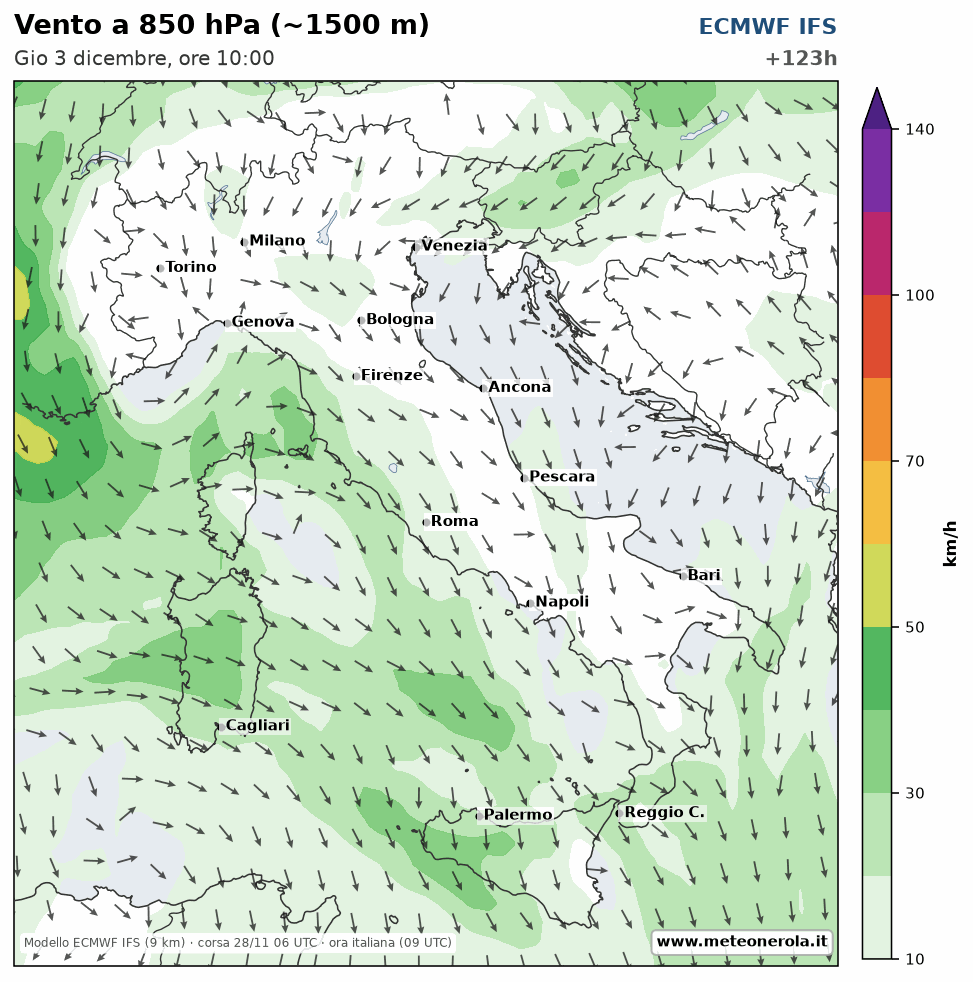 Vento a 850 hPa (~1500 m)
ECMWF IFS
Gio 3 dicembre, ore 10:00
+123h
140
100
70
50
30
10
km/h
Milano
Venezia
Torino
Genova
Bologna
Firenze
Ancona
Pescara
Roma
Bari
Napoli
Cagliari
Palermo
Reggio C.
Modello ECMWF IFS (9 km) · corsa 28/11 06 UTC · ora italiana (09 UTC)
www.meteonerola.it